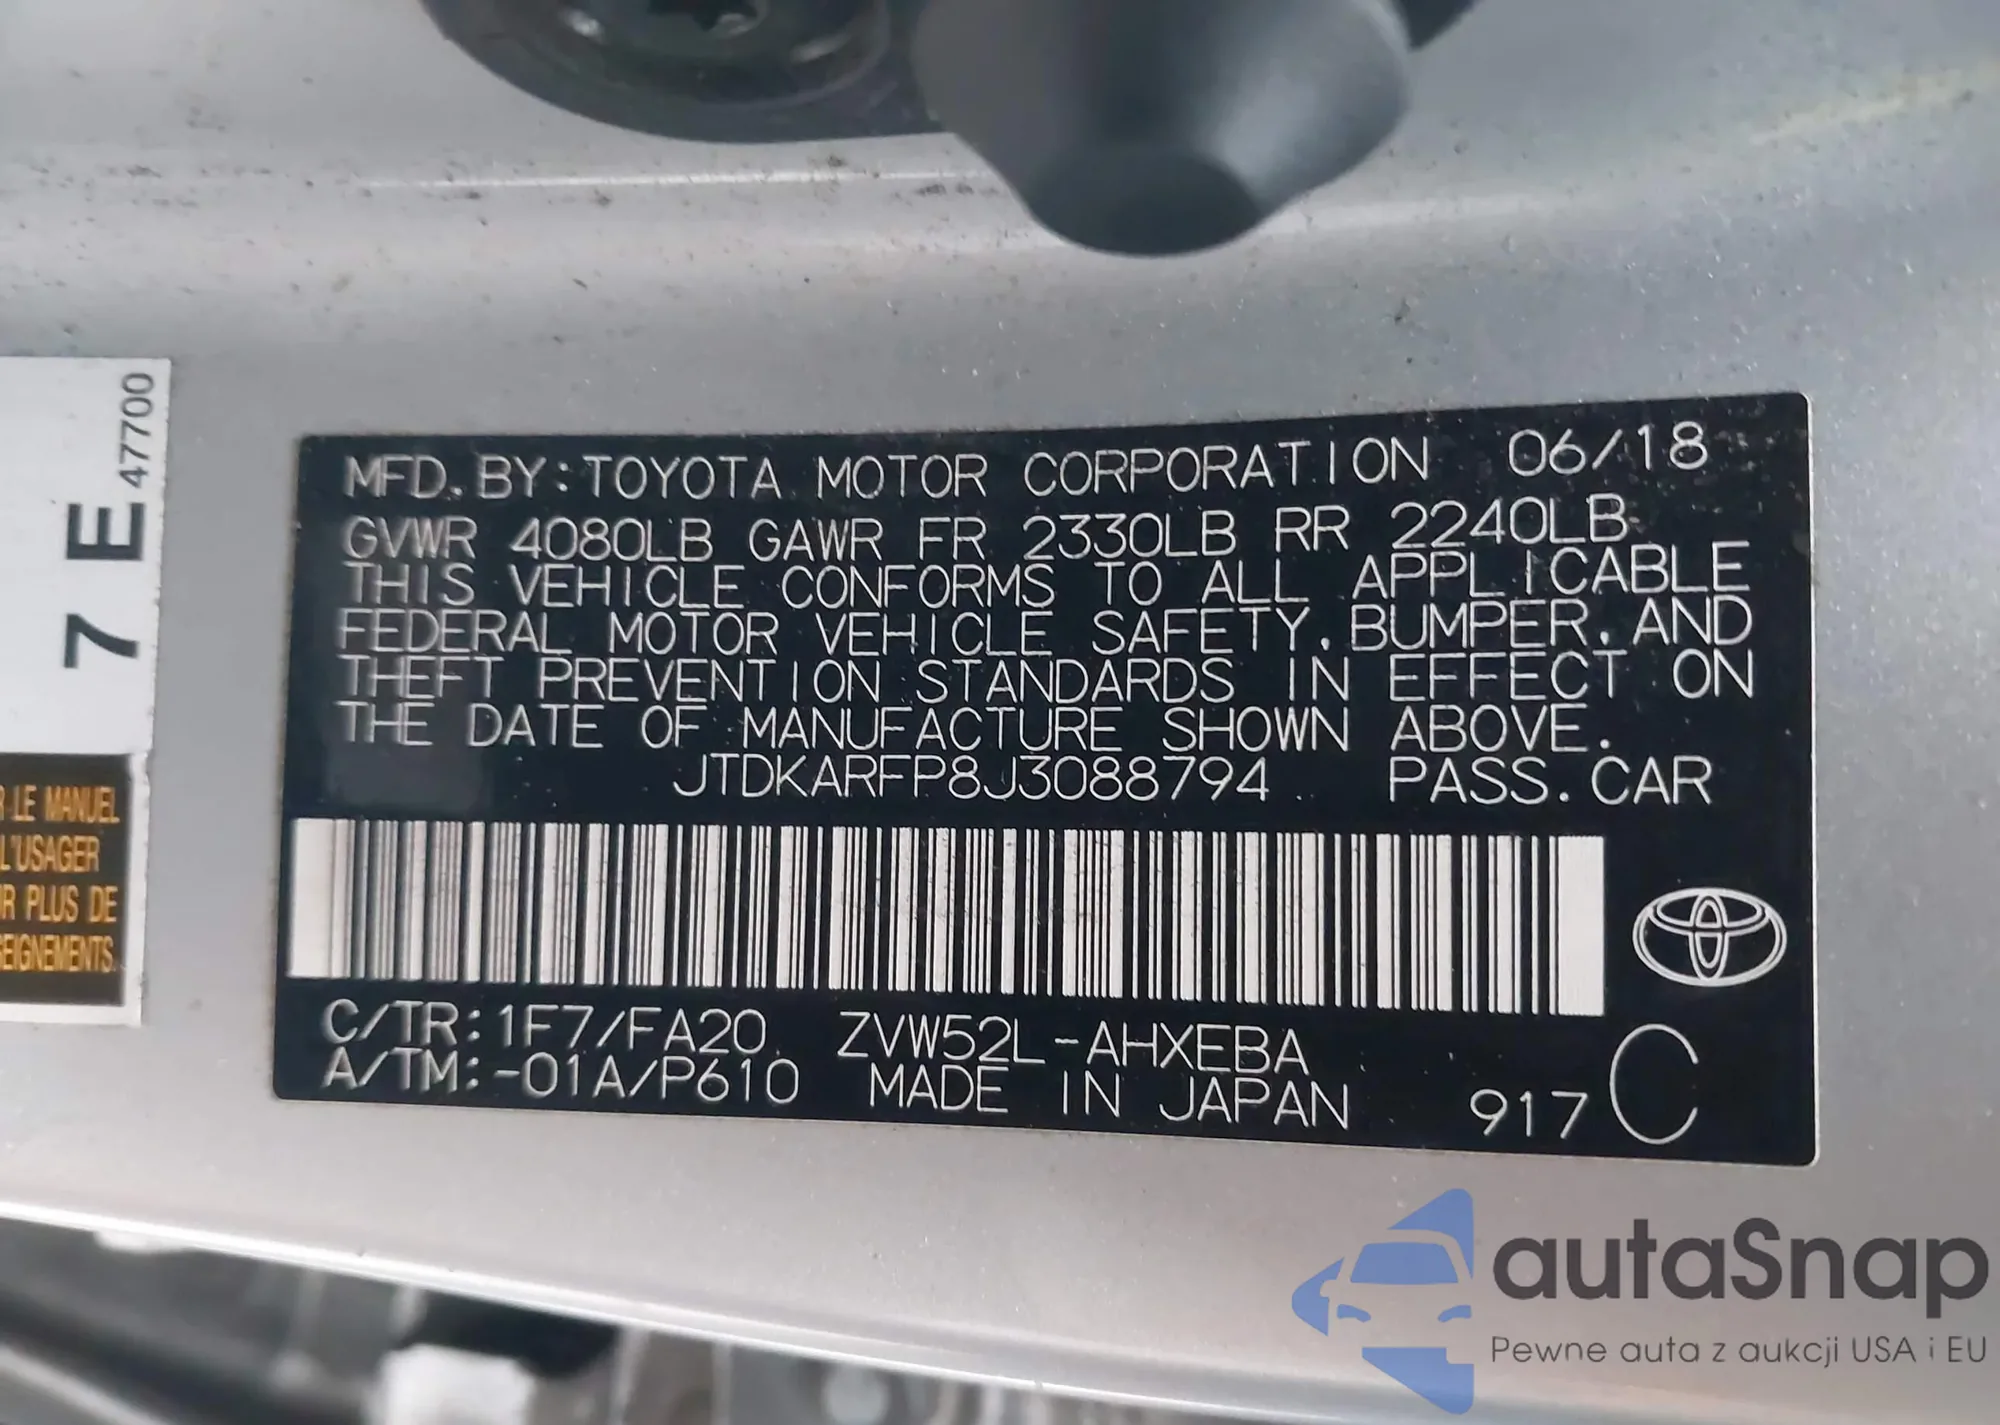 47700
7 E
R LE MANUEL
L'USAGER
R PLUS DE
SEIGNEMENTS.
MFD. BY: TOYOTA MOTOR CORPORATION 06/18
GVWR 4080LB GAWR FR 2330LB RR 2240LB
THIS VEHICLE CONFORMS TO ALL APPLICABLE
FEDERAL MOTOR VEHICLE SAFETY, BUMPER, AND
THEFT PREVENTION STANDARDS IN EFFECT ON
THE DATE OF MANUFACTURE SHOWN ABOVE.
JTDKARFP8J3088794 PASS. CAR
C/TR: 1F7/FA20 ZVW52L-AHXEBA
A/TM: -01A/P610 MADE IN JAPAN 917 C
autaSnap
Pewne auta z aukcji USA i EU